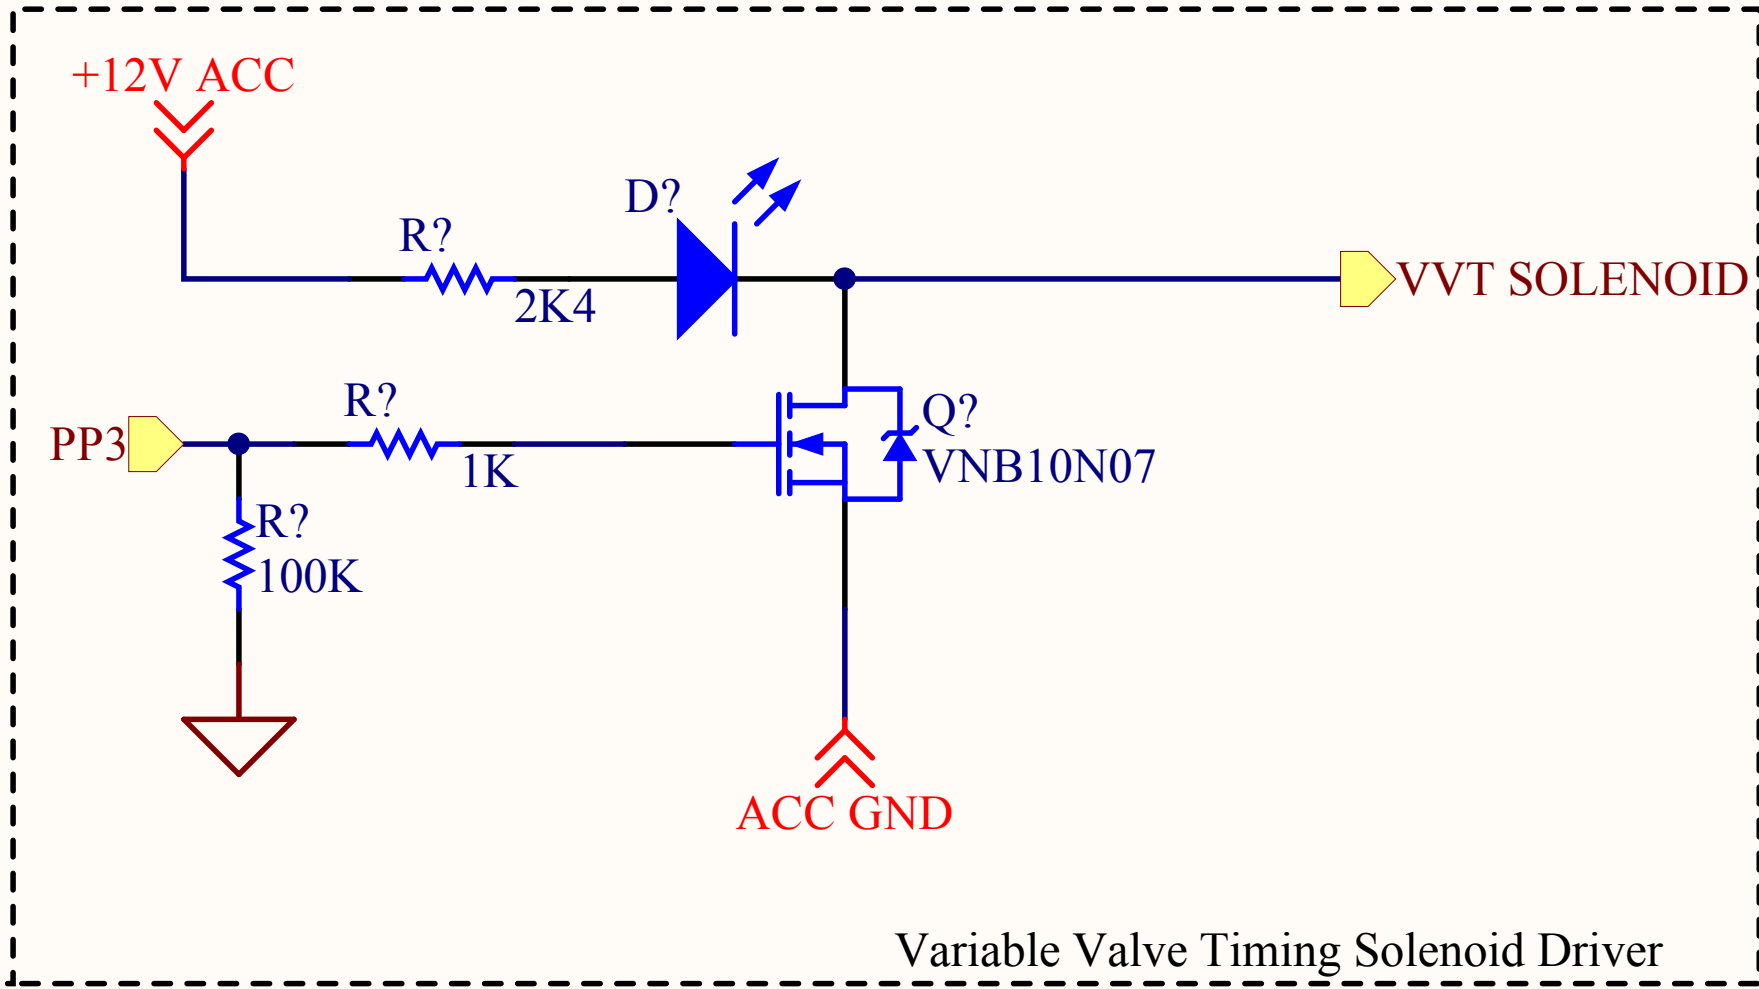 +12V ACC
D?
R?
2K4
VVT SOLENOID
R?
Q?
PP3
1K
VNB10N07
R?
100K
ACC GND
Variable Valve Timing Solenoid Driver